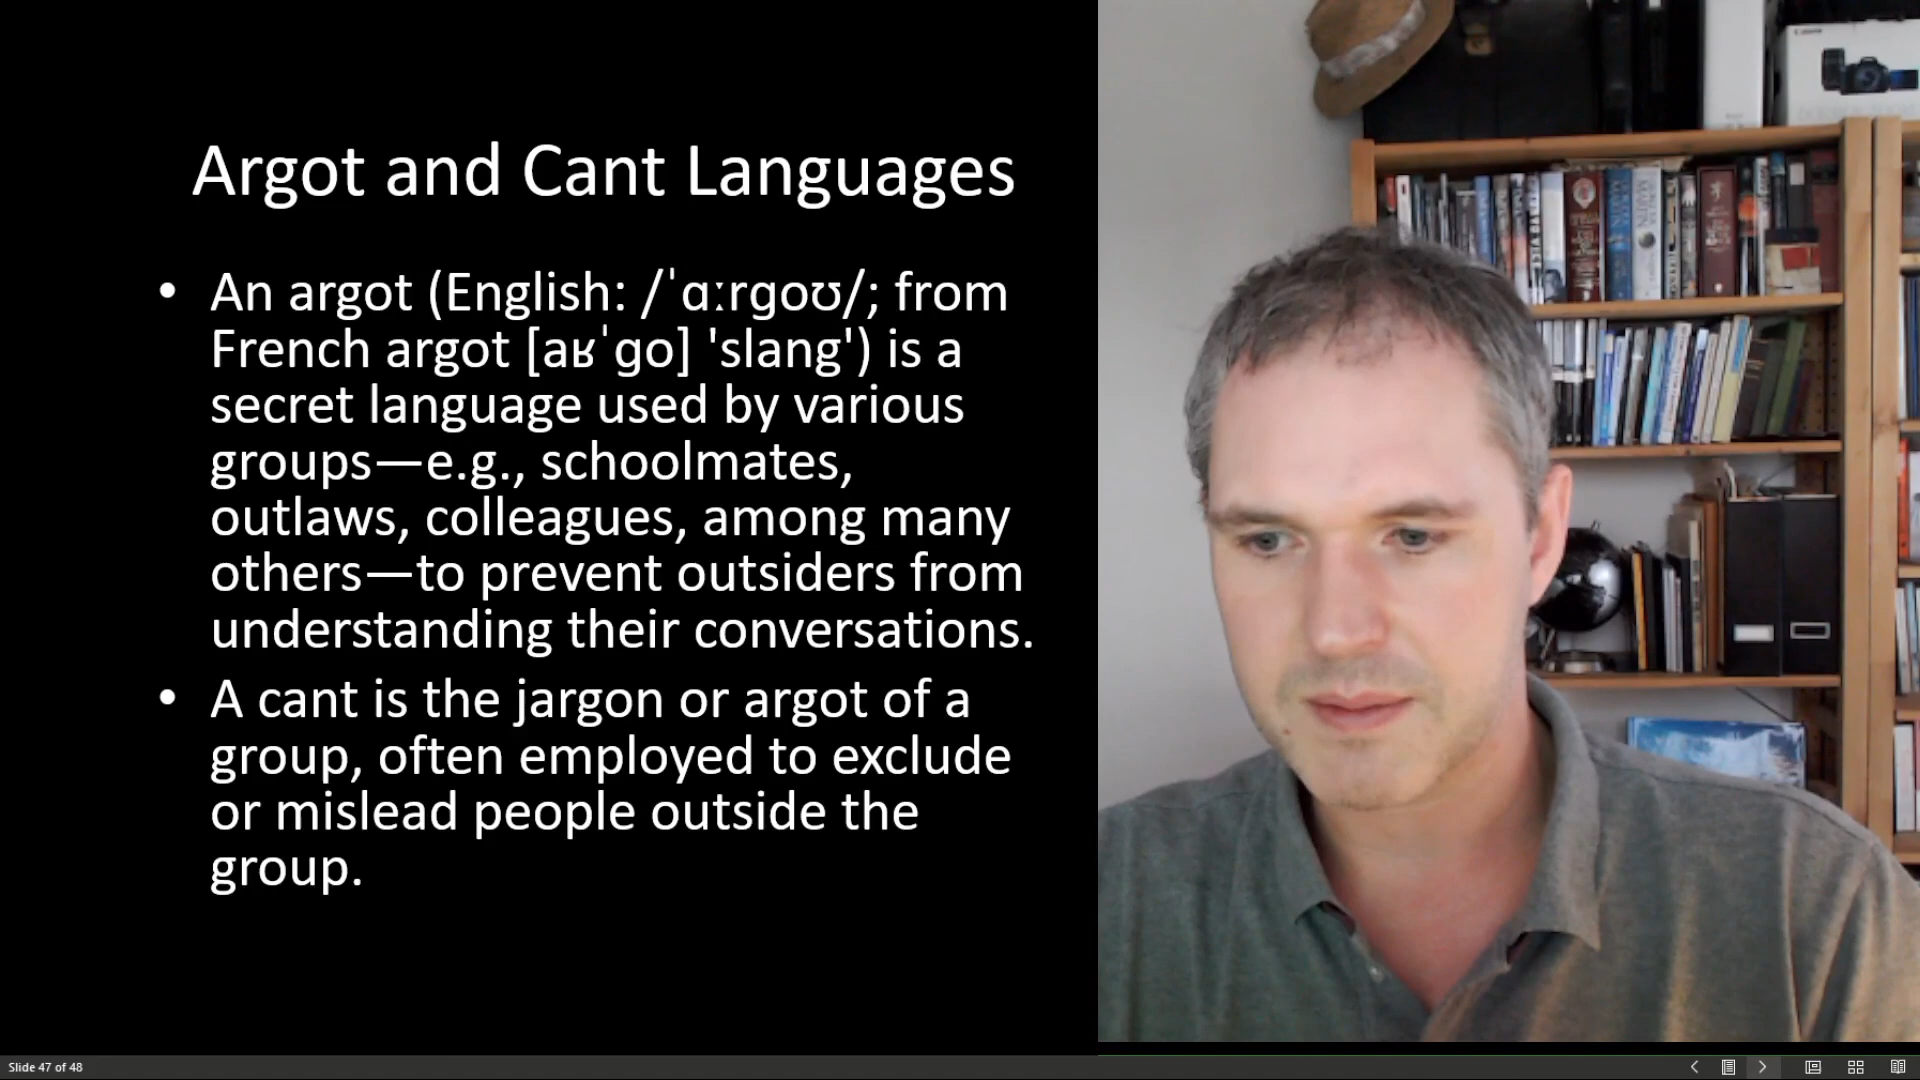 Argot and Cant Languages
• An argot (English: /ˈɑːrɡoʊ/; from
French argot [aʁˈɡo] 'slang') is a
secret language used by various
groups—e.g., schoolmates,
outlaws, colleagues, among many
others—to prevent outsiders from
understanding their conversations.
• A cant is the jargon or argot of a
group, often employed to exclude
or mislead people outside the
group.
Canon
Slide 47 of 48